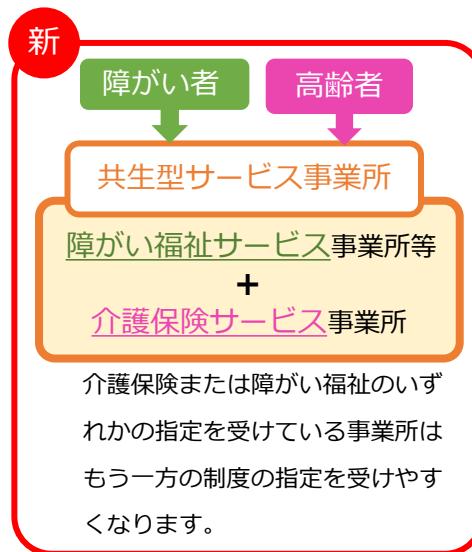 新
障がい者
高齢者
共生型サービス事業所
障がい福祉サービス事業所等
+
介護保険サービス事業所
介護保険または障がい福祉のいず
れかの指定を受けている事業所は
もう一方の制度の指定を受けやす
くなります。